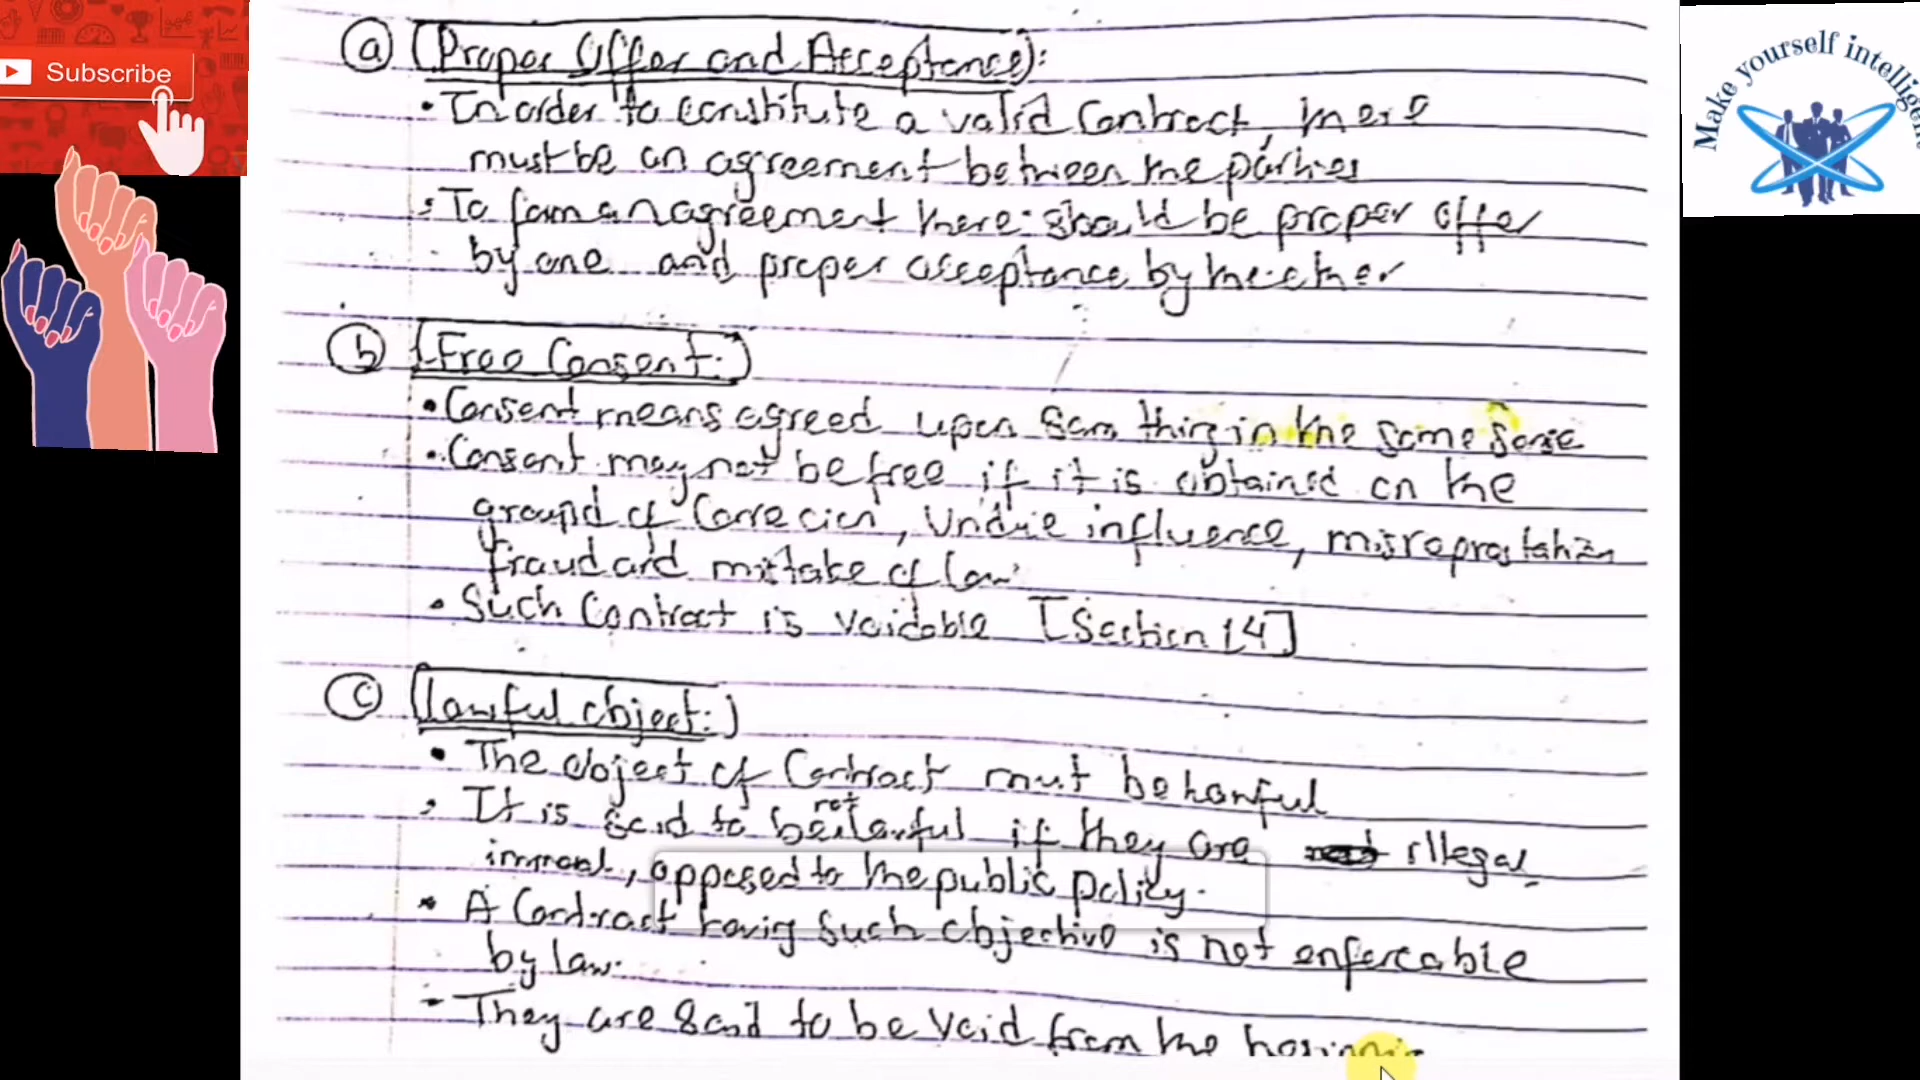 Subscribe
Make yourself intelligent
a (Proper Offer and Acceptance):
• In order to constitute a valid Contract, there
must be an agreement between the parties
• To form an agreement there should be proper offer
by one and proper acceptance by the other
b (Free Consent:)
• Consent means agreed upon som thing in the same sense
• Consent may not be free if it is obtained on the
ground of Correcion, Undue influence,
fraud and mistake of law
• Such Contract is voidable [Section 14]
c (Lawful object:)
• The object of Contract must be lawful
• It is said to be not lawful if they are illegal,
immoral, opposed to the public policy.
• A Contract having such objective is not enforcable
by law.
- They are said to be void from the